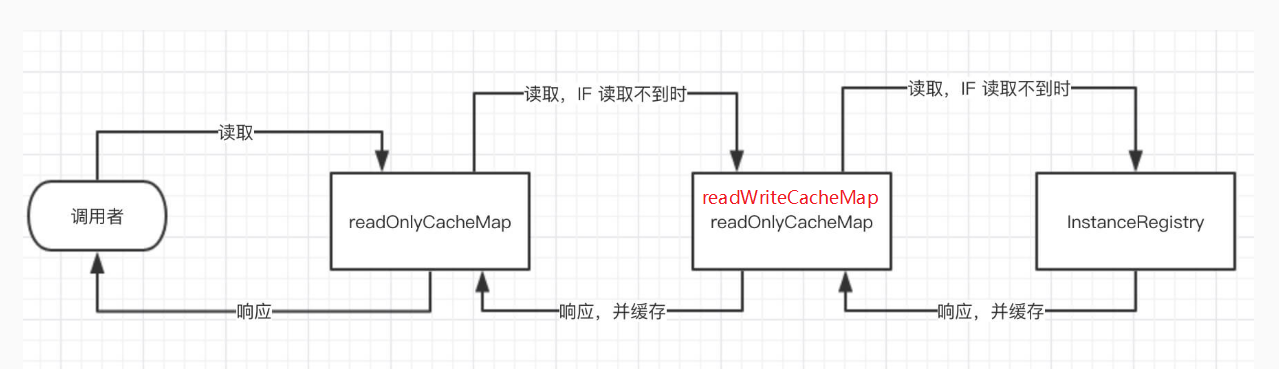 读取，IF 读取不到时
读取，IF 读取不到时
读取
调用者
readOnlyCacheMap
readWriteCacheMap
readOnlyCacheMap
InstanceRegistry
响应
响应，并缓存
响应，并缓存